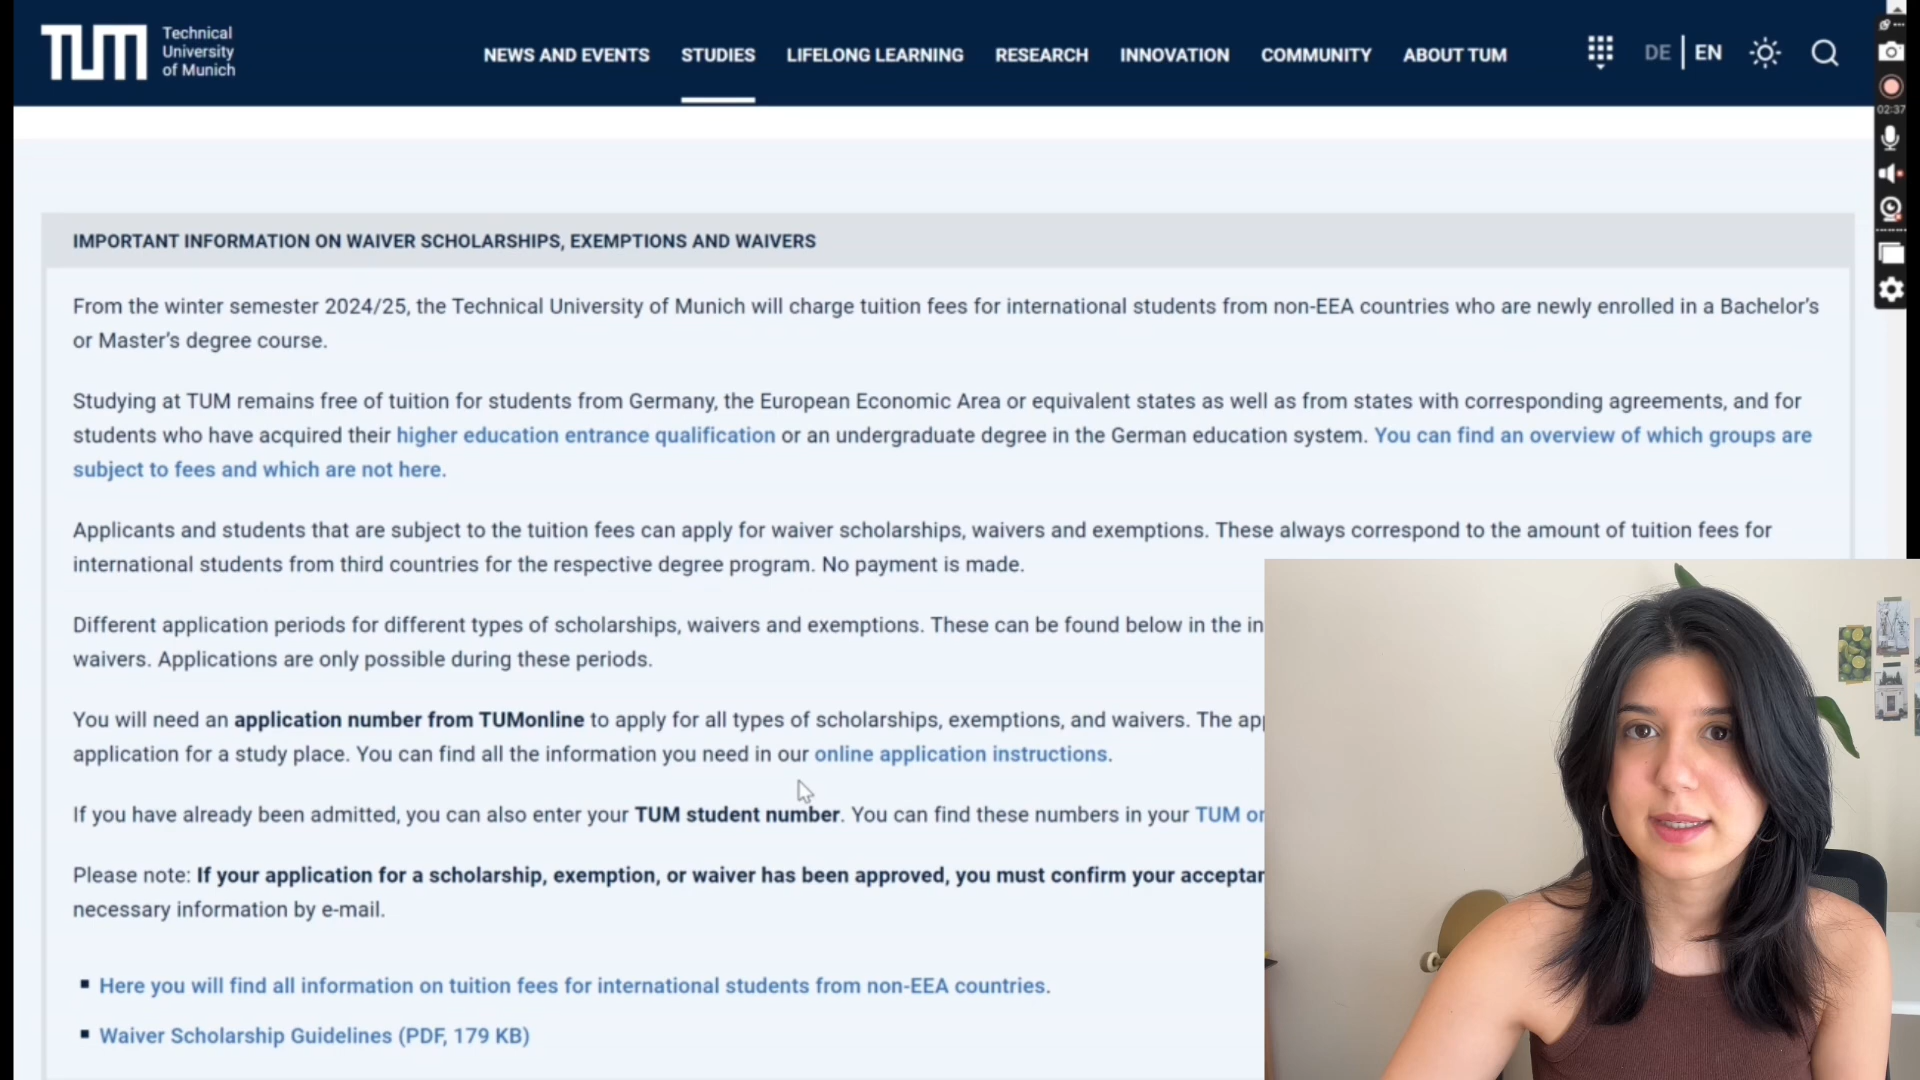 TUM
Technical
University
of Munich
NEWS AND EVENTS
STUDIES
LIFELONG LEARNING
RESEARCH
INNOVATION
COMMUNITY
ABOUT TUM
DE
EN
02:37
IMPORTANT INFORMATION ON WAIVER SCHOLARSHIPS, EXEMPTIONS AND WAIVERS
From the winter semester 2024/25, the Technical University of Munich will charge tuition fees for international students from non-EEA countries who are newly enrolled in a Bachelor's
or Master's degree course.
Studying at TUM remains free of tuition for students from Germany, the European Economic Area or equivalent states as well as from states with corresponding agreements, and for
students who have acquired their higher education entrance qualification or an undergraduate degree in the German education system. You can find an overview of which groups are
subject to fees and which are not here.
Applicants and students that are subject to the tuition fees can apply for waiver scholarships, waivers and exemptions. These always correspond to the amount of tuition fees for
international students from third countries for the respective degree program. No payment is made.
Different application periods for different types of scholarships, waivers and exemptions. These can be found below in the in
waivers. Applications are only possible during these periods.
You will need an application number from TUMonline to apply for all types of scholarships, exemptions, and waivers. The app
application for a study place. You can find all the information you need in our online application instructions.
If you have already been admitted, you can also enter your TUM student number. You can find these numbers in your TUM or
Please note: If your application for a scholarship, exemption, or waiver has been approved, you must confirm your acceptan
necessary information by e-mail.
Here you will find all information on tuition fees for international students from non-EEA countries.
Waiver Scholarship Guidelines (PDF, 179 KB)